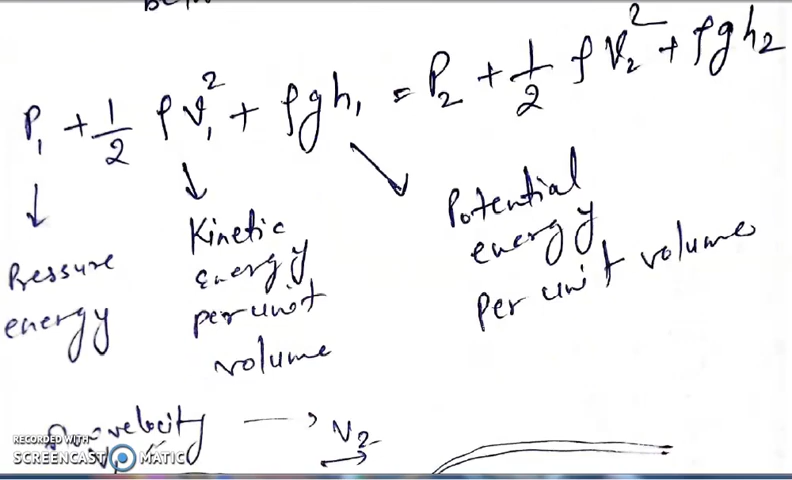 P₁ + 1/2 ρv₁² + ρgh₁ = P₂ + 1/2 ρV₂² + ρgh₂
Pressure
energy
Kinetic
energy
per unit
volume
Potential
energy
Per unit volume
velocity → V₂
RECORDED WITH
SCREENCAST MATIC